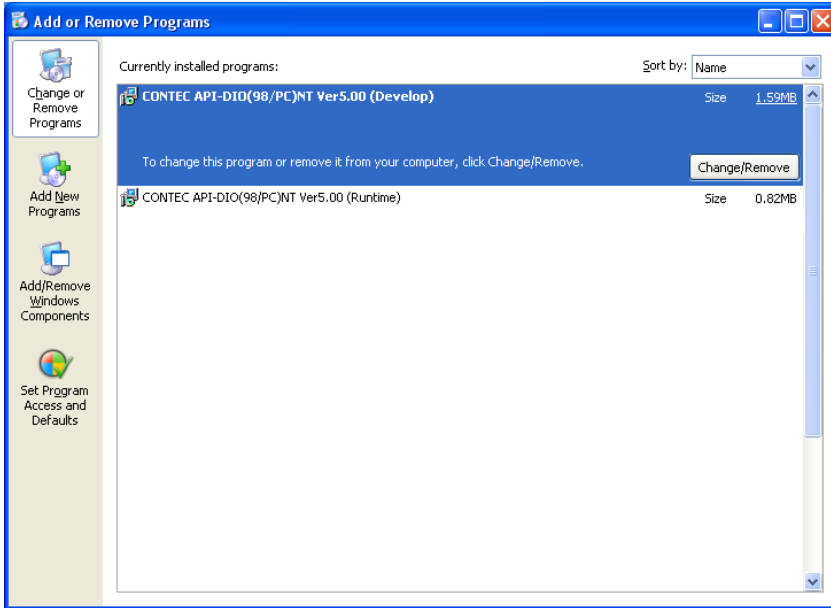 Add or Remove Programs
Change or
Remove
Programs
Add New
Programs
Add/Remove
Windows
Components
Set Program
Access and
Defaults
Currently installed programs:
Sort by: Name
CONTEC API-DIO(98/PC)NT Ver5.00 (Develop) Size 1.59MB
To change this program or remove it from your computer, click Change/Remove. Change/Remove
CONTEC API-DIO(98/PC)NT Ver5.00 (Runtime) Size 0.82MB